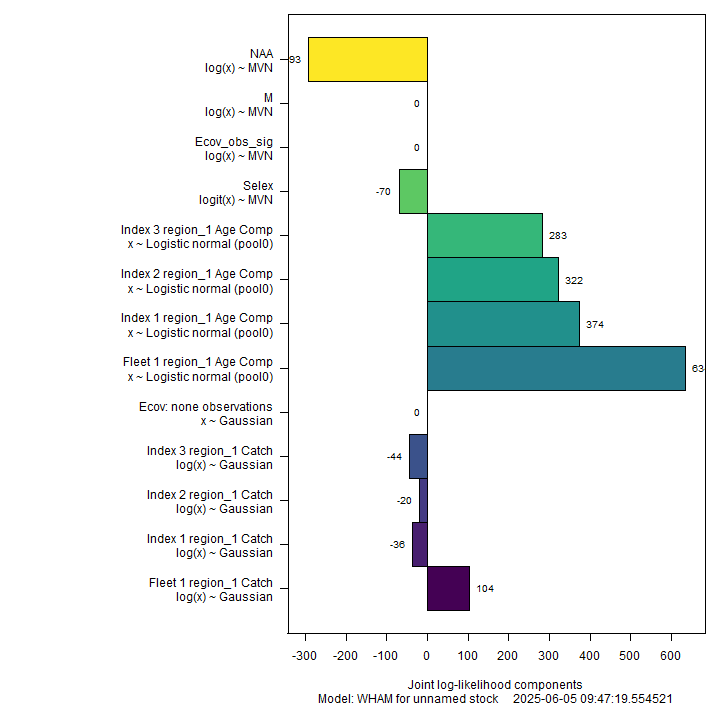 NAA
log(x) ~ MVN
93
M
log(x) ~ MVN
0
Ecov_obs_sig
log(x) ~ MVN
0
Selex
logit(x) ~ MVN
-70
Index 3 region_1 Age Comp
x ~ Logistic normal (pool0)
283
Index 2 region_1 Age Comp
x ~ Logistic normal (pool0)
322
Index 1 region_1 Age Comp
x ~ Logistic normal (pool0)
374
Fleet 1 region_1 Age Comp
x ~ Logistic normal (pool0)
63
Ecov: none observations
x ~ Gaussian
0
Index 3 region_1 Catch
log(x) ~ Gaussian
-44
Index 2 region_1 Catch
log(x) ~ Gaussian
-20
Index 1 region_1 Catch
log(x) ~ Gaussian
-36
Fleet 1 region_1 Catch
log(x) ~ Gaussian
104
-300 -200 -100 0 100 200 300 400 500 600
Joint log-likelihood components
Model: WHAM for unnamed stock 2025-06-05 09:47:19.554521